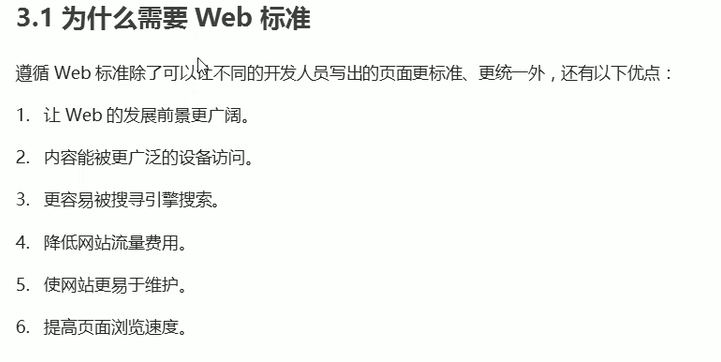 3.1 为什么需要 Web 标准
遵循 Web 标准除了可以让不同的开发人员写出的页面更标准、更统一外，还有以下优点：
1. 让 Web 的发展前景更广阔。
2. 内容能被更广泛的设备访问。
3. 更容易被搜寻引擎搜索。
4. 降低网站流量费用。
5. 使网站更易于维护。
6. 提高页面浏览速度。